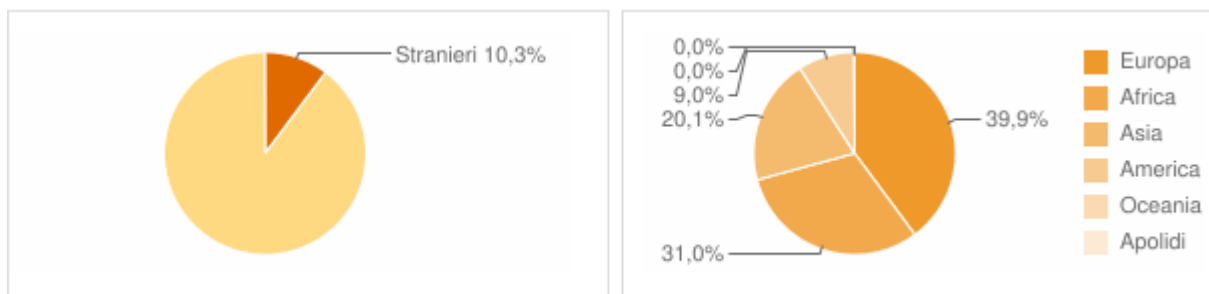 Stranieri 10,3%
0,0%
0,0%
9,0%
20,1%
31,0%
39,9%
Europa
Africa
Asia
America
Oceania
Apolidi